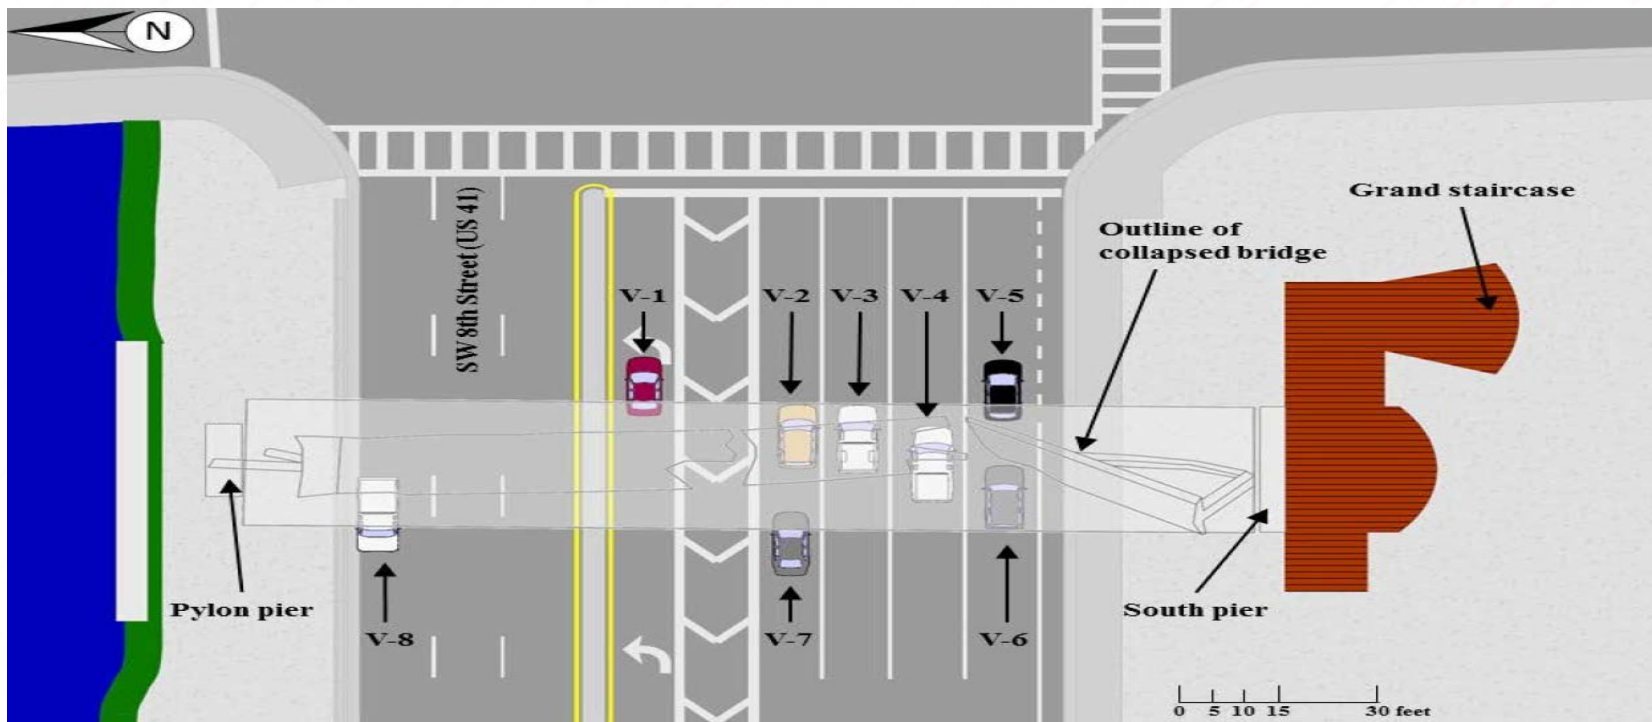 N
SW 8th Street (US 41)
Grand staircase
Outline of
collapsed bridge
V-1
V-2
V-3
V-4
V-5
Pylon pier
V-8
V-7
V-6
South pier
0 5 10 15 30 feet